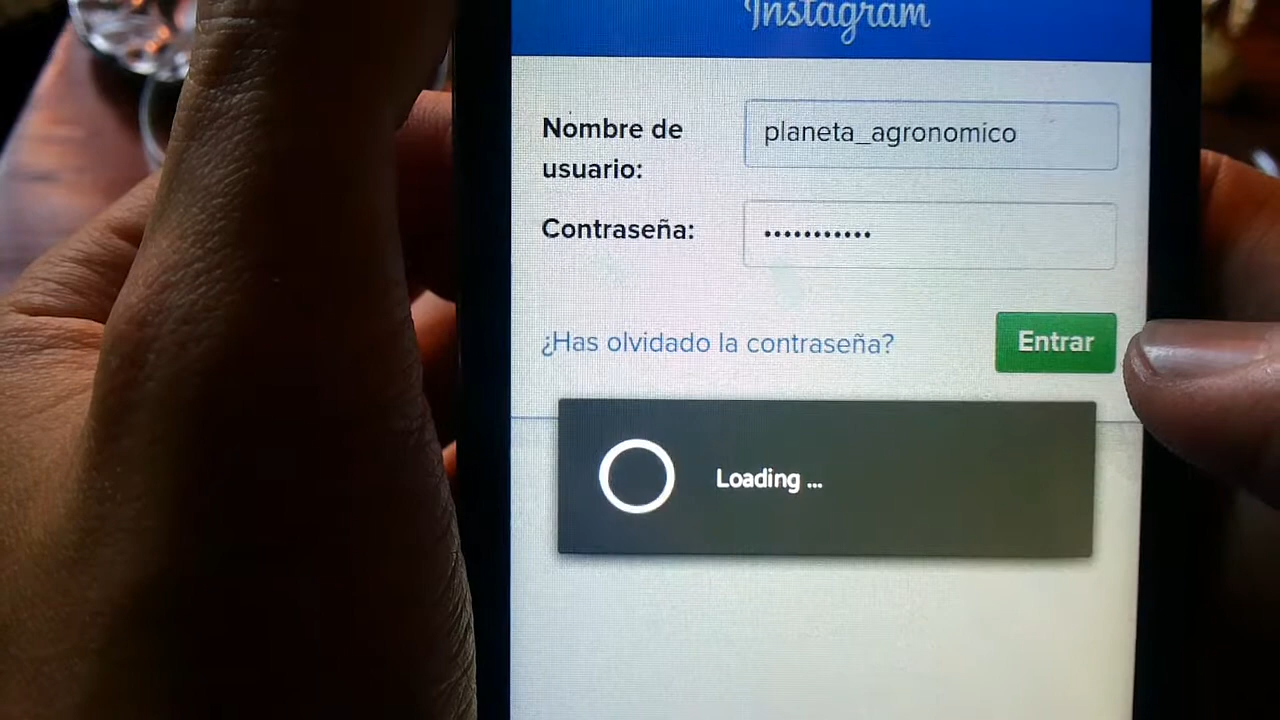 Instagram
Nombre de
usuario:
planeta_agronomico
Contraseña:
•••••••••••
¿Has olvidado la contraseña?
Entrar
Loading ...